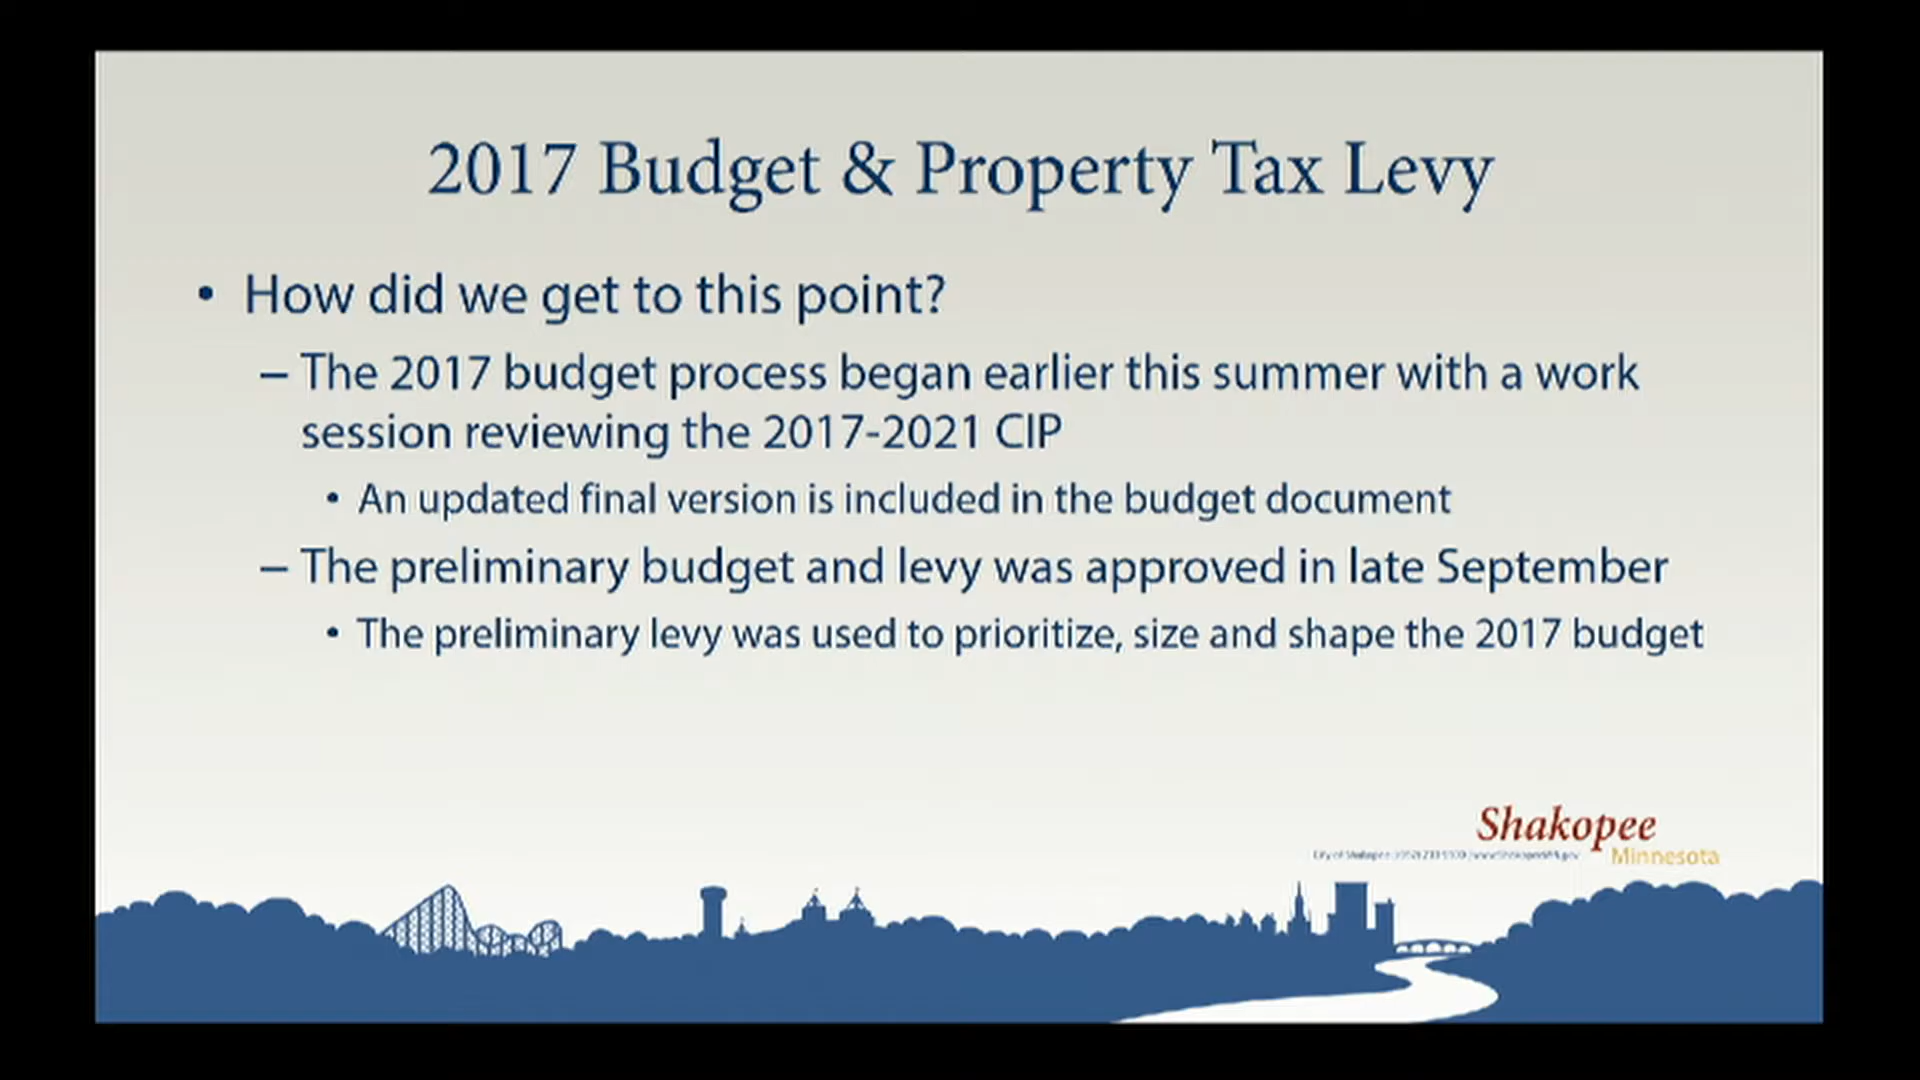 2017 Budget & Property Tax Levy
• How did we get to this point?
– The 2017 budget process began earlier this summer with a work
session reviewing the 2017-2021 CIP
• An updated final version is included in the budget document
– The preliminary budget and levy was approved in late September
• The preliminary levy was used to prioritize, size and shape the 2017 budget
Shakopee
Minnesota
City of Shakopee